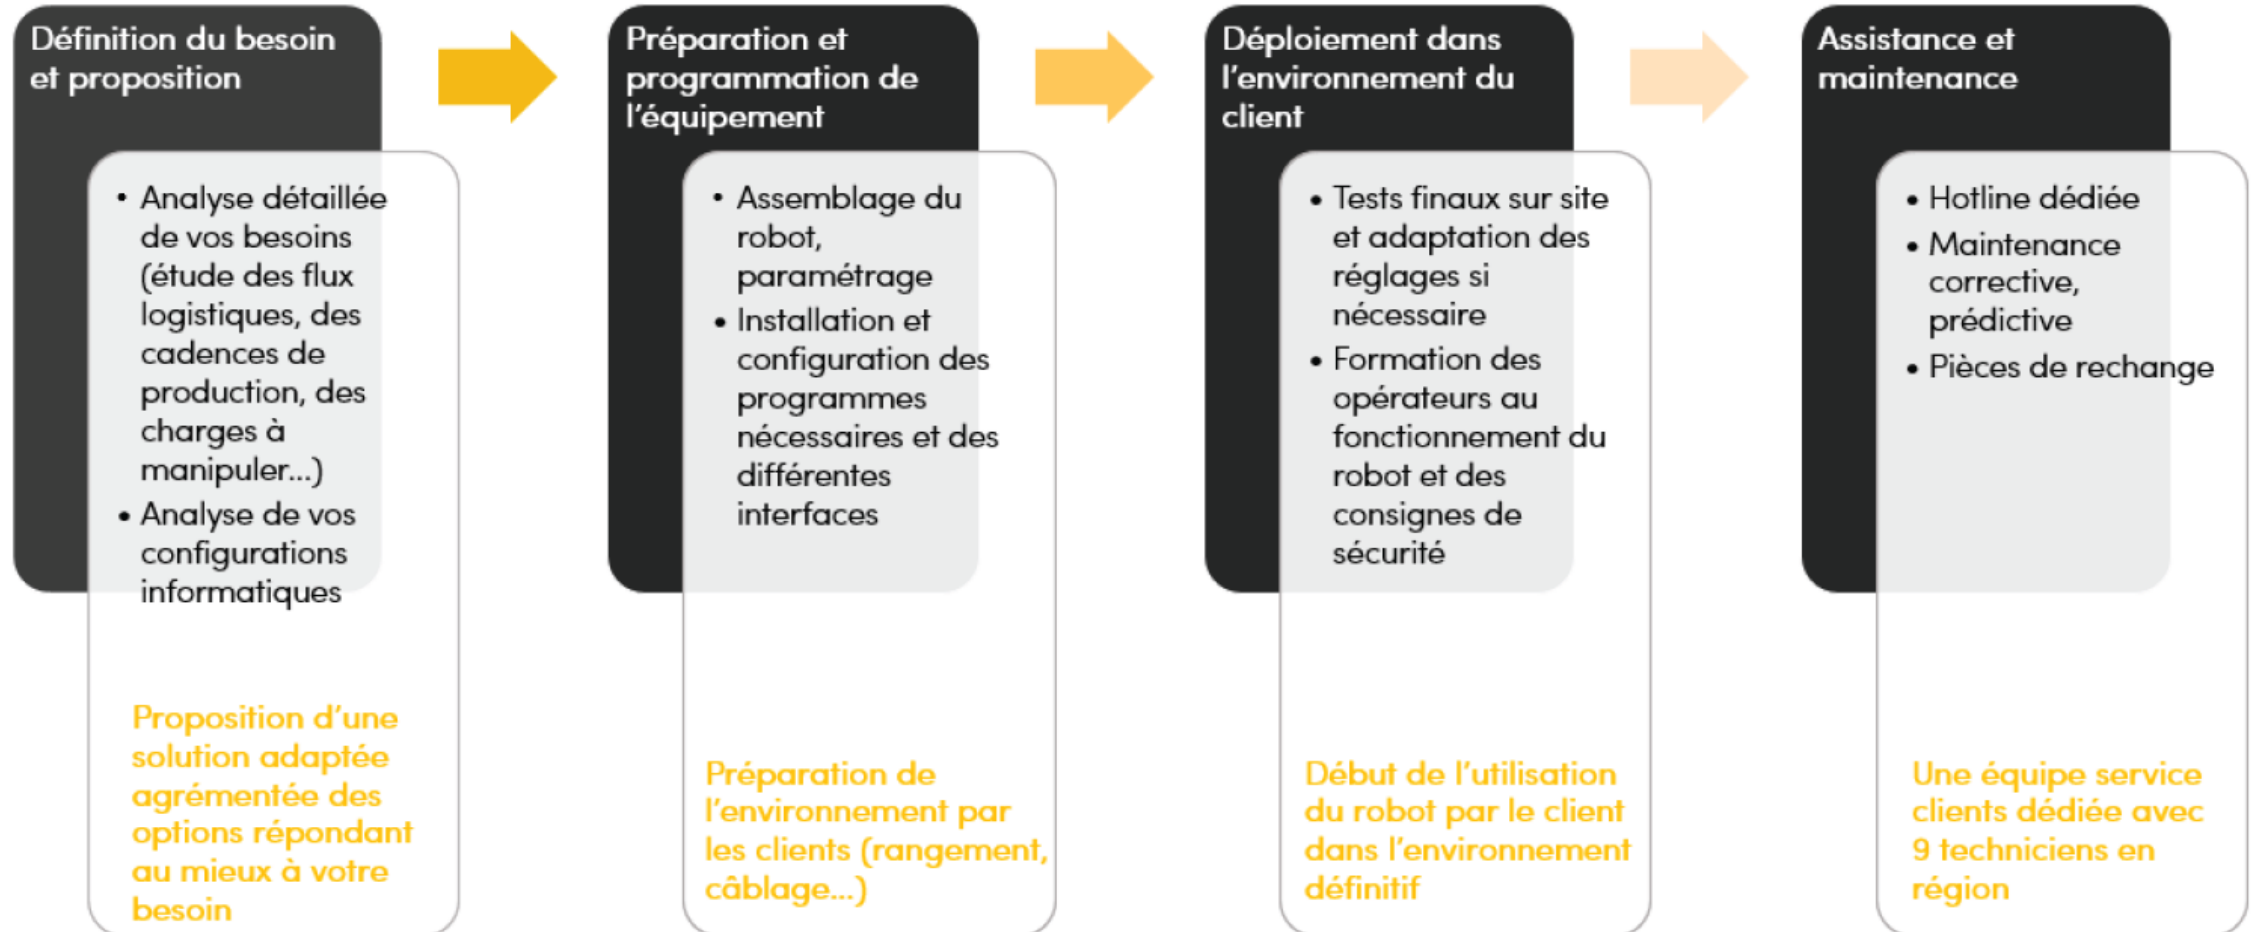 Définition du besoin
et proposition
• Analyse détaillée
de vos besoins
(étude des flux
logistiques, des
cadences de
production, des
charges à
manipuler...)
• Analyse de vos
configurations
informatiques
Proposition d'une
solution adaptée
agrémentée des
options répondant
au mieux à votre
besoin
Préparation et
programmation de
l'équipement
• Assemblage du
robot,
paramétrage
• Installation et
configuration des
programmes
nécessaires et des
différentes
interfaces
Préparation de
l'environnement par
les clients (rangement,
câblage...)
Déploiement dans
l'environnement du
client
• Tests finaux sur site
et adaptation des
réglages si
nécessaire
• Formation des
opérateurs au
fonctionnement du
robot et des
consignes de
sécurité
Début de l'utilisation
du robot par le client
dans l'environnement
définitif
Assistance et
maintenance
• Hotline dédiée
• Maintenance
corrective,
prédictive
• Pièces de rechange
Une équipe service
clients dédiée avec
9 techniciens en
région